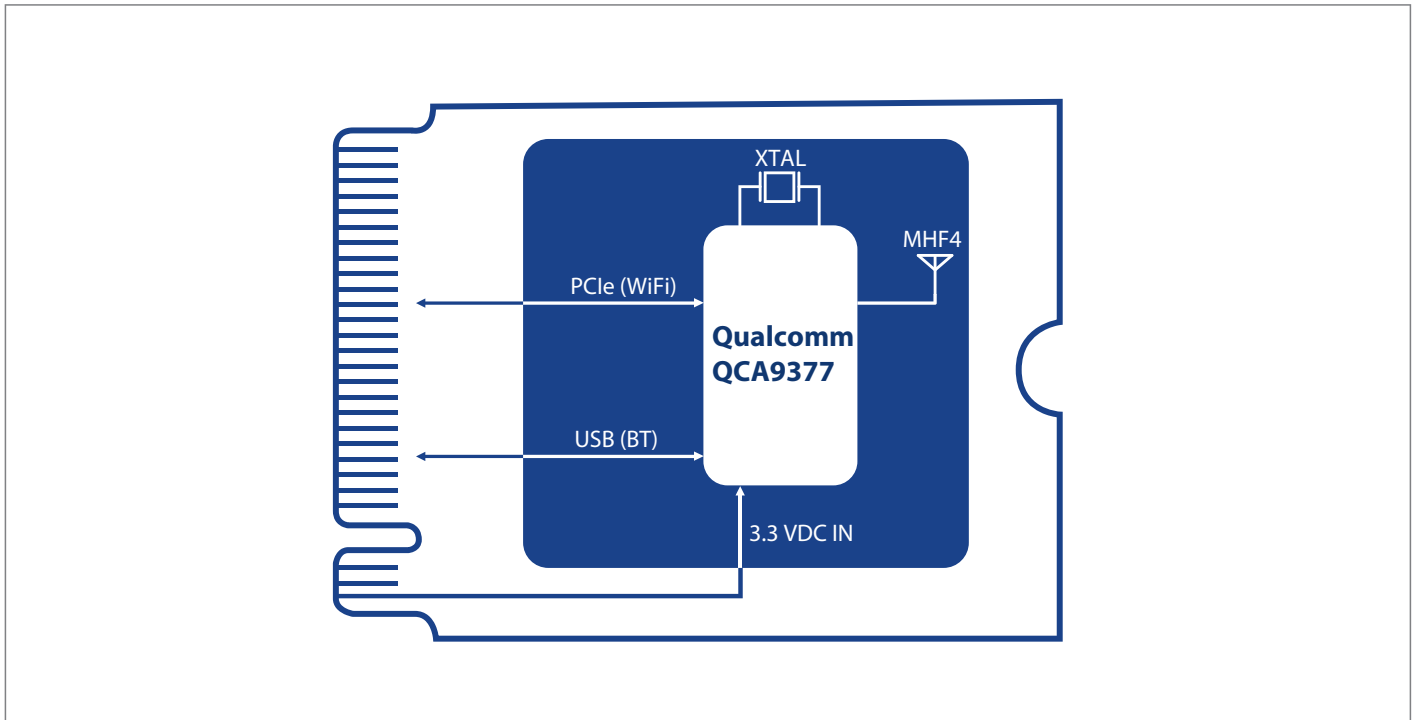 XTAL
MHF4
PCIe (WiFi)
Qualcomm
QCA9377
USB (BT)
3.3 VDC IN